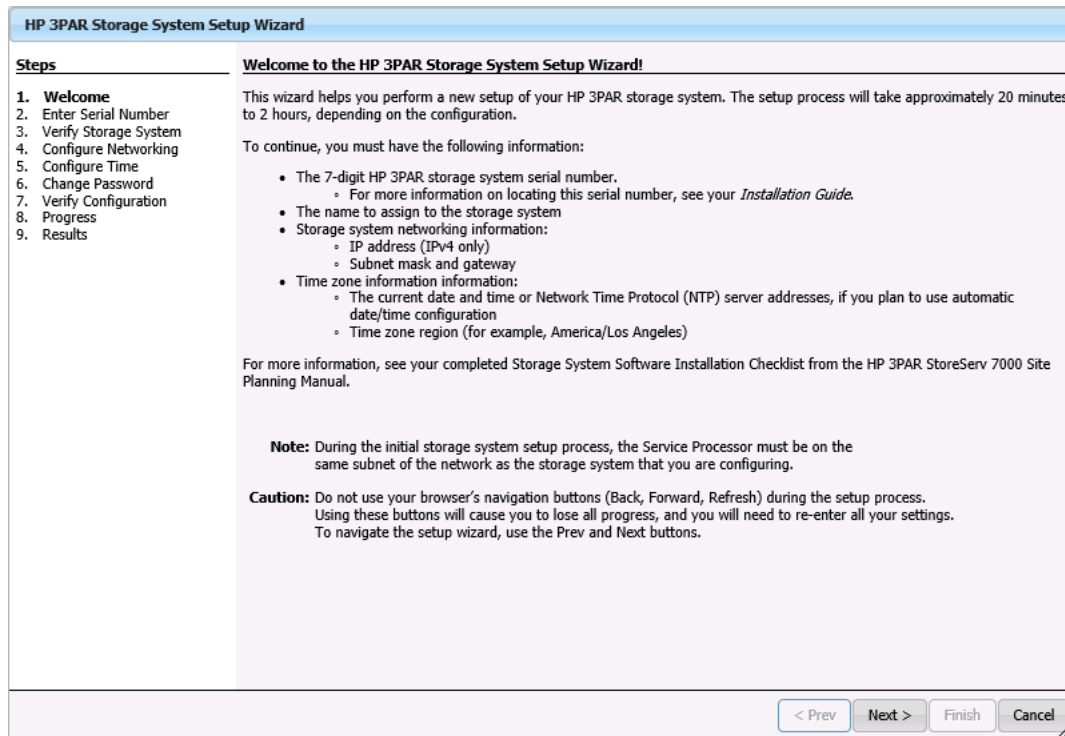 HP 3PAR Storage System Setup Wizard
Steps
1. Welcome
2. Enter Serial Number
3. Verify Storage System
4. Configure Networking
5. Configure Time
6. Change Password
7. Verify Configuration
8. Progress
9. Results
Welcome to the HP 3PAR Storage System Setup Wizard!
This wizard helps you perform a new setup of your HP 3PAR storage system. The setup process will take approximately 20 minutes
to 2 hours, depending on the configuration.
To continue, you must have the following information:
• The 7-digit HP 3PAR storage system serial number.
◦ For more information on locating this serial number, see your Installation Guide.
• The name to assign to the storage system
• Storage system networking information:
◦ IP address (IPv4 only)
◦ Subnet mask and gateway
• Time zone information information:
◦ The current date and time or Network Time Protocol (NTP) server addresses, if you plan to use automatic
date/time configuration
◦ Time zone region (for example, America/Los Angeles)
For more information, see your completed Storage System Software Installation Checklist from the HP 3PAR StoreServ 7000 Site
Planning Manual.
Note: During the initial storage system setup process, the Service Processor must be on the
same subnet of the network as the storage system that you are configuring.
Caution: Do not use your browser's navigation buttons (Back, Forward, Refresh) during the setup process.
Using these buttons will cause you to lose all progress, and you will need to re-enter all your settings.
To navigate the setup wizard, use the Prev and Next buttons.
< Prev Next > Finish Cancel